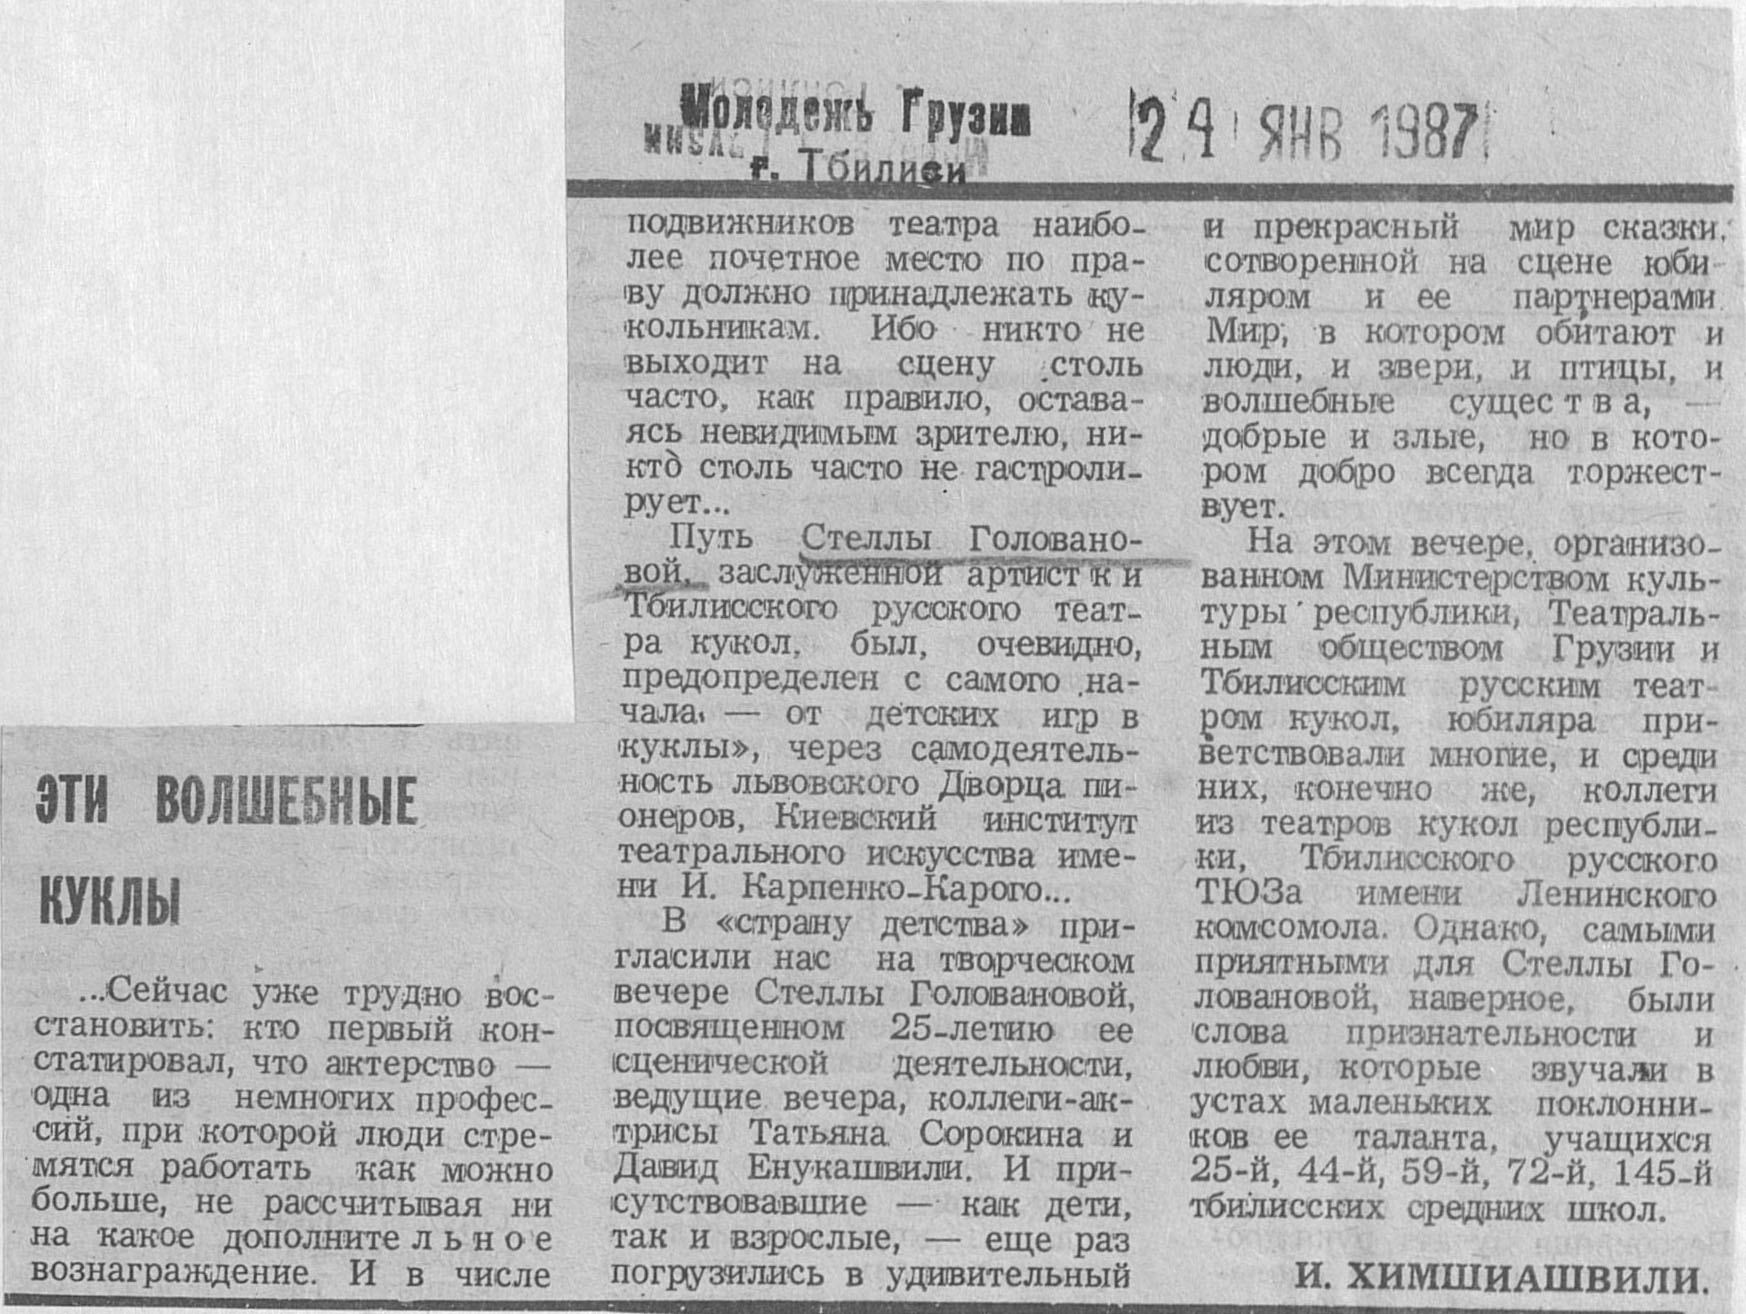 Молодежь Грузии
г. Тбилиси
24 ЯНВ 1987
ЭТИ ВОЛШЕБНЫЕ
КУКЛЫ
...Сейчас уже трудно вос-
становить: кто первый кон-
статировал, что актерство —
одна из немногих профес-
сий, при которой люди стре-
мятся работать как можно
больше, не рассчитывая ни
на какое дополнительное
вознаграждение. И в числе
подвижников театра наибо-
лее почетное место по пра-
ву должно принадлежать ку-
кольникам. Ибо никто не
выходит на сцену столь
часто, как правило, остава-
ясь невидимым зрителю, ни-
кто столь часто не гастроли-
рует...
Путь Стеллы Головано-
вой, заслуженной артистки
Тбилисского русского теат-
ра кукол, был, очевидно,
предопределен с самого на-
чала — от детских игр в
куклы», через самодеятель-
ность львовского Дворца пи-
онеров, Киевский институт
театрального искусства име-
ни И. Карпенко-Карого...
В «страну детства» при-
гласили нас на творческом
вечере Стеллы Головановой,
посвященном 25-летию ее
сценической деятельности,
ведущие вечера, коллеги-ак-
трисы Татьяна Сорокина и
Давид Енукашвили. И при-
сутствовавшие — как дети,
так и взрослые, — еще раз
погрузились в удивительный
и прекрасный мир сказки,
сотворенной на сцене юби-
ляром и ее партнерами.
Мир, в котором обитают и
люди, и звери, и птицы, и
волшебные существа, —
добрые и злые, но в кото-
ром добро всегда торжест-
вует.
На этом вечере, организо-
ванном Министерством куль-
туры республики, Театраль-
ным обществом Грузии и
Тбилисским русским теат-
ром кукол, юбиляра при-
ветствовали многие, и среди
них, конечно же, коллеги
из театров кукол республи-
ки, Тбилисского русского
ТЮЗа имени Ленинского
комсомола. Однако, самыми
приятными для Стеллы Го-
ловановой, наверное, были
слова признательности и
любви, которые звучали в
устах маленьких поклонни-
ков ее таланта, учащихся
25-й, 44-й, 59-й, 72-й, 145-й
тбилисских средних школ.
И. ХИМШИАШВИЛИ.